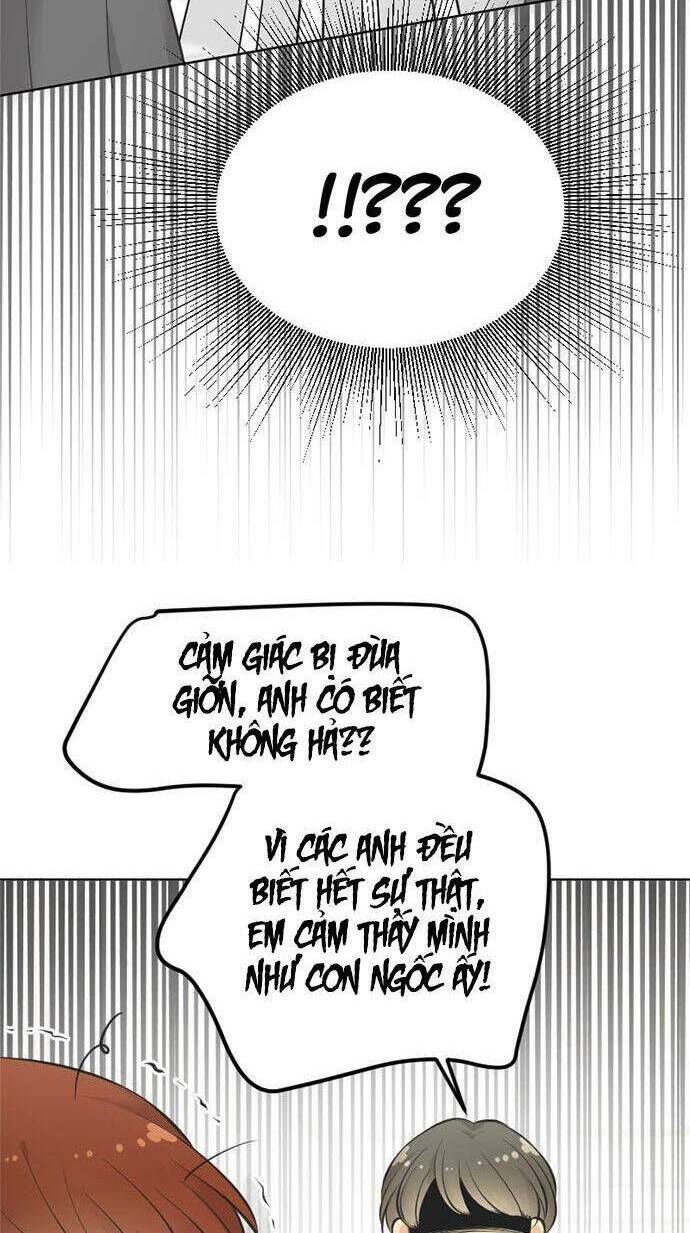 !!???
CẢM GIÁC BỊ ĐÙA
GIỠN, ANH CÓ BIẾT
KHÔNG HẢ??
VÌ CÁC ANH ĐỀU
BIẾT HẾT SỰ THẬT,
EM CẢM THẤY MÌNH
NHƯ CON NGỐC ẤY!